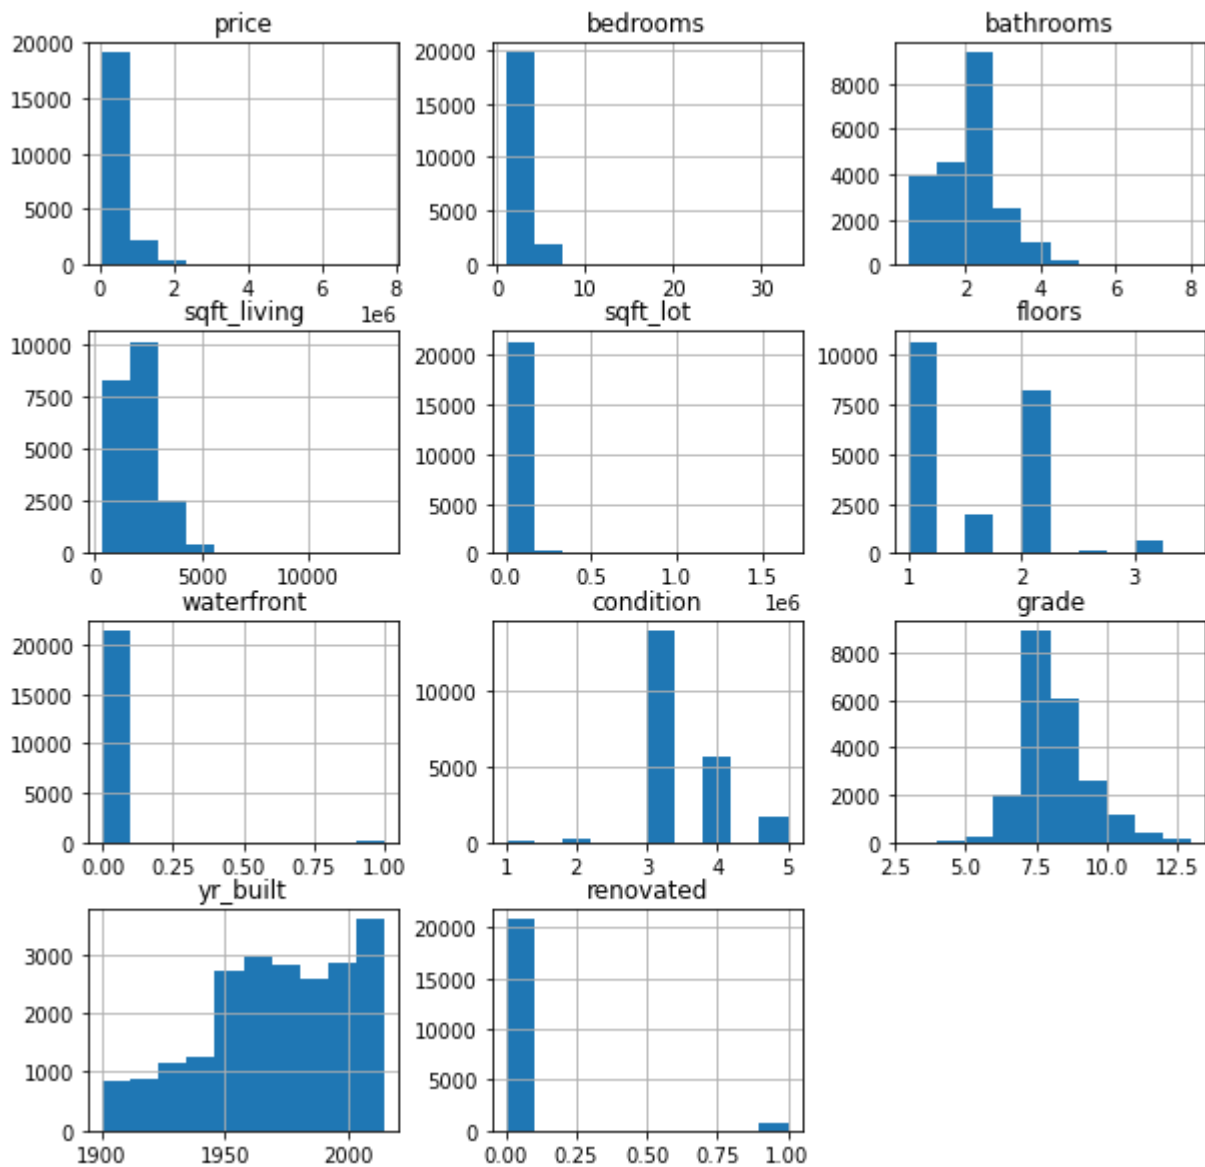 price
bedrooms
bathrooms
20000
15000
10000
5000
0
0 2 4 6 8
1e6
20000
15000
10000
5000
0
0 10 20 30
8000
6000
4000
2000
0
2 4 6 8
sqft_living
sqft_lot
floors
10000
7500
5000
2500
0
0 5000 10000
20000
15000
10000
5000
0
0.0 0.5 1.0 1.5
1e6
10000
7500
5000
2500
0
1 2 3
waterfront
condition
grade
20000
15000
10000
5000
0
0.00 0.25 0.50 0.75 1.00
10000
5000
0
1 2 3 4 5
8000
6000
4000
2000
0
2.5 5.0 7.5 10.0 12.5
yr_built
renovated
3000
2000
1000
0
1900 1950 2000
20000
15000
10000
5000
0
0.00 0.25 0.50 0.75 1.00